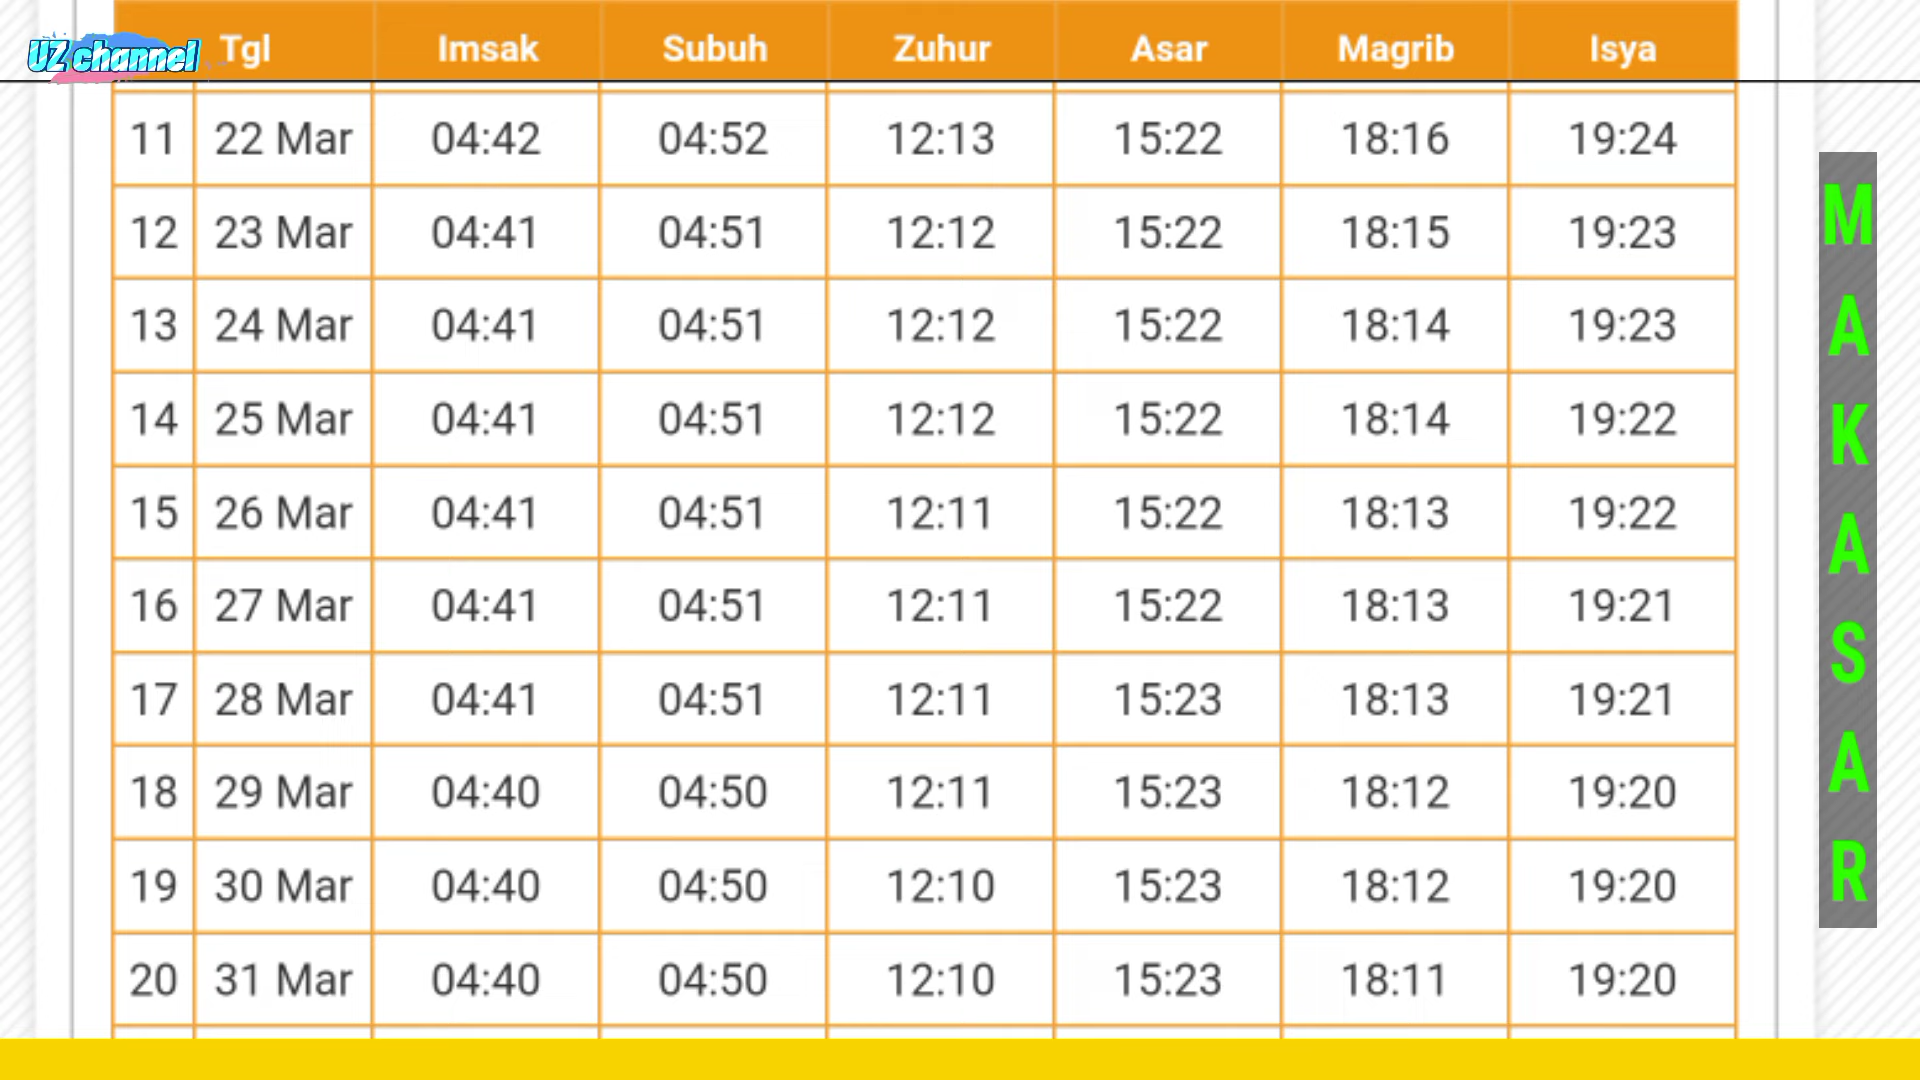 UZ channel
Tgl Imsak Subuh Zuhur Asar Magrib Isya
11 22 Mar 04:42 04:52 12:13 15:22 18:16 19:24
12 23 Mar 04:41 04:51 12:12 15:22 18:15 19:23
13 24 Mar 04:41 04:51 12:12 15:22 18:14 19:23
14 25 Mar 04:41 04:51 12:12 15:22 18:14 19:22
15 26 Mar 04:41 04:51 12:11 15:22 18:13 19:22
16 27 Mar 04:41 04:51 12:11 15:22 18:13 19:21
17 28 Mar 04:41 04:51 12:11 15:23 18:13 19:21
18 29 Mar 04:40 04:50 12:11 15:23 18:12 19:20
19 30 Mar 04:40 04:50 12:10 15:23 18:12 19:20
20 31 Mar 04:40 04:50 12:10 15:23 18:11 19:20
MAKASAR